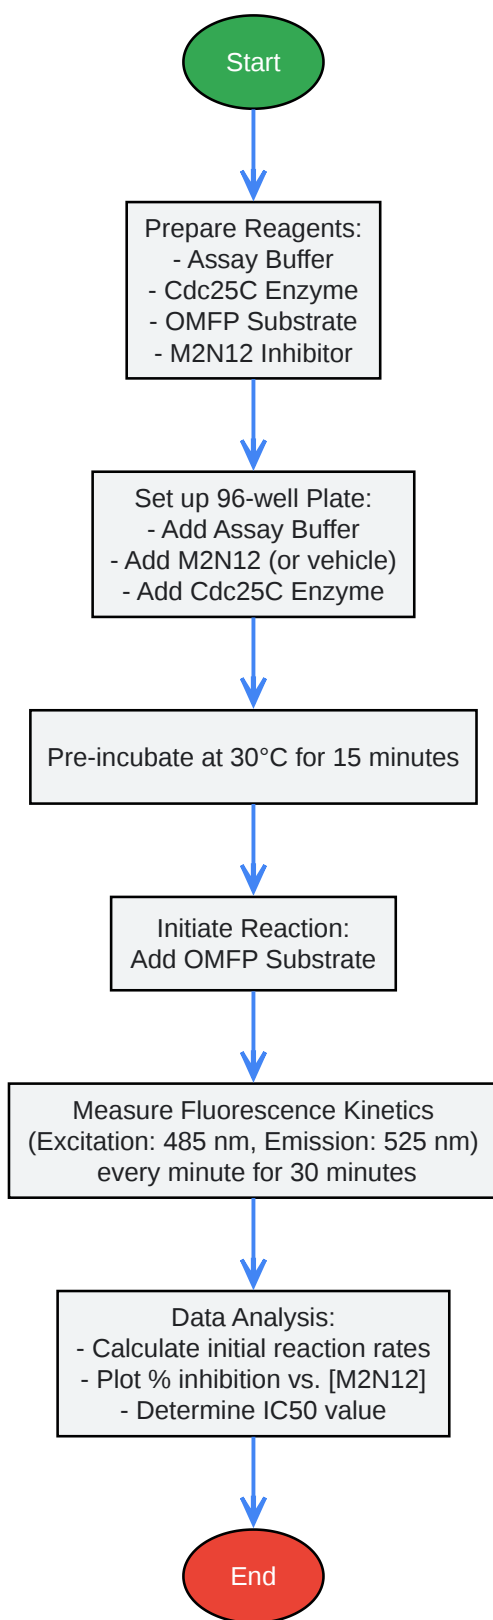 Start
Prepare Reagents:
- Assay Buffer
- Cdc25C Enzyme
- OMFP Substrate
- M2N12 Inhibitor
Set up 96-well Plate:
- Add Assay Buffer
- Add M2N12 (or vehicle)
- Add Cdc25C Enzyme
Pre-incubate at 30°C for 15 minutes
Initiate Reaction:
Add OMFP Substrate
Measure Fluorescence Kinetics
(Excitation: 485 nm, Emission: 525 nm)
every minute for 30 minutes
Data Analysis:
- Calculate initial reaction rates
- Plot % inhibition vs. [M2N12]
- Determine IC50 value
End